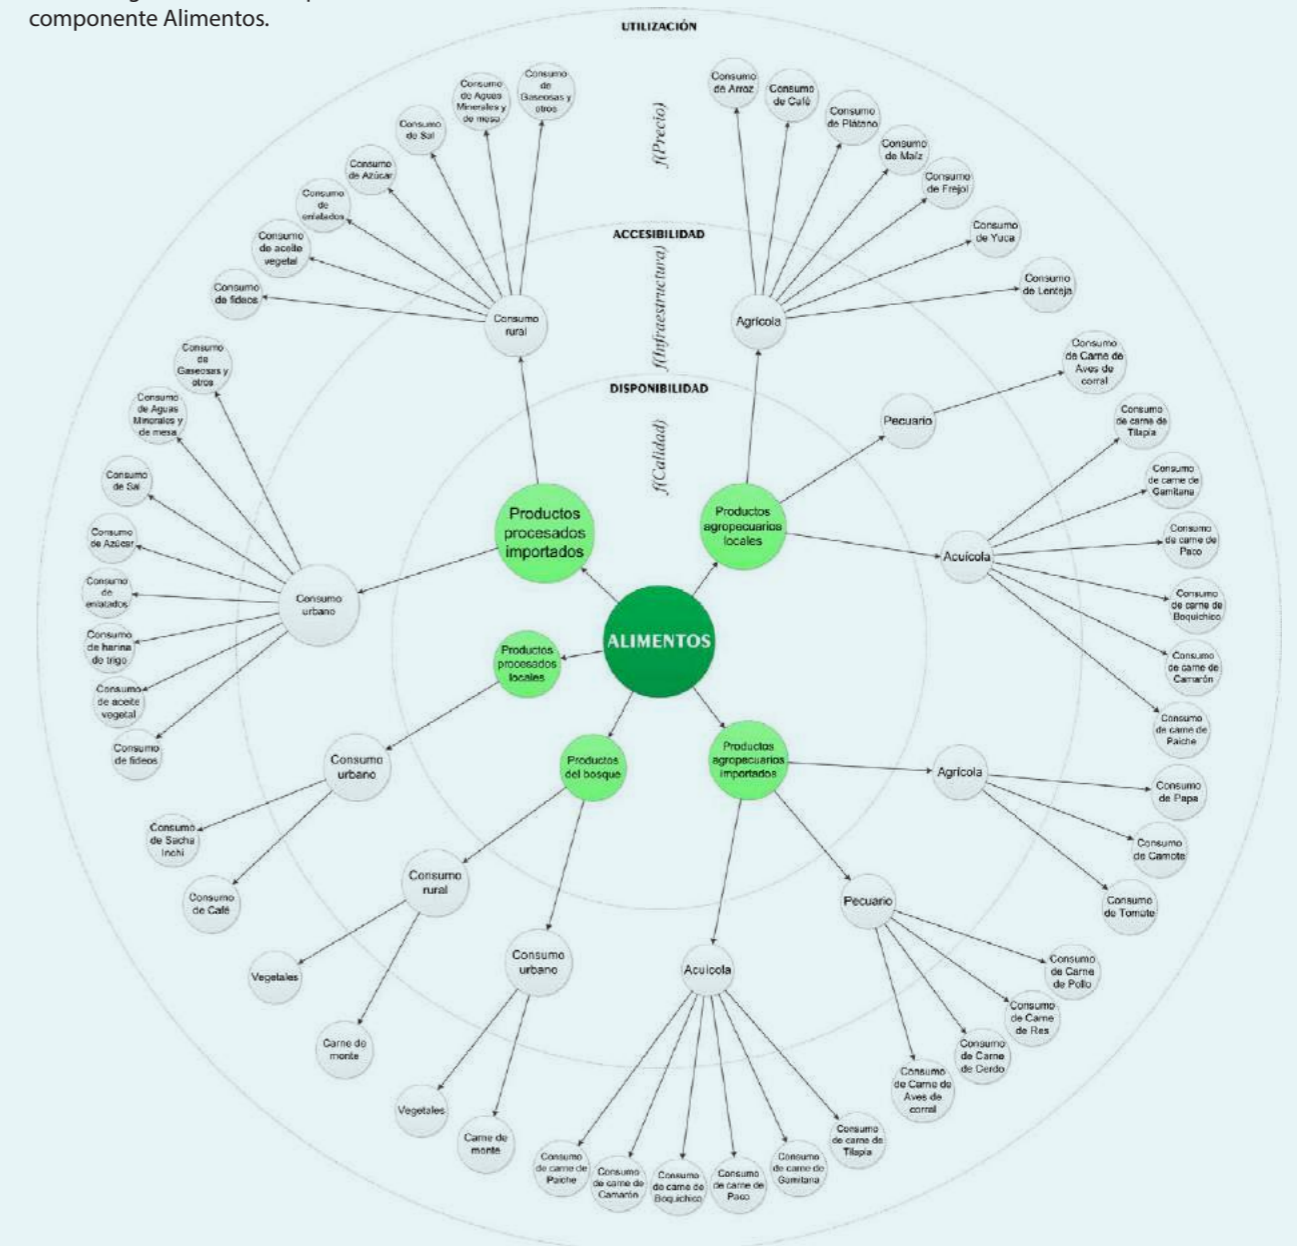 componente Alimentos.
UTILIZACIÓN
f(Precio)
ACCESIBILIDAD
f(Infraestructura)
DISPONIBILIDAD
f(Calidad)
ALIMENTOS
Productos
procesados
importados
Consumo
rural
Consumo
de fideos
Consumo
de aceite
vegetal
Consumo
de
enlatados
Consumo
de Azúcar
Consumo
de Sal
Consumo
de Aguas
Minerales y
de mesa
Consumo
de
Gaseosas y
otros
Consumo
urbano
Consumo
de
Gaseosas y
otros
Consumo
de Aguas
Minerales y
de mesa
Consumo
de Sal
Consumo
de Azúcar
Consumo
de
enlatados
Consumo
de harina
de trigo
Consumo
de aceite
vegetal
Consumo
de fideos
Productos
agropecuarios
locales
Agrícola
Consumo
de Arroz
Consumo
de Café
Consumo
de Plátano
Consumo
de Maíz
Consumo
de Frejol
Consumo
de Yuca
Consumo
de Lenteja
Pecuario
Consumo
de Carne de
Aves de
corral
Acuícola
Consumo
de carne de
Tilapia
Consumo
de carne de
Gamitana
Consumo
de carne de
Paco
Consumo
de carne de
Boquichico
Consumo
de carne de
Camarón
Consumo
de carne de
Paiche
Productos
procesados
locales
Consumo
urbano
Consumo
de Sacha
Inchi
Consumo
de Café
Productos
del bosque
Consumo
rural
Vegetales
Carne de
monte
Consumo
urbano
Vegetales
Carne de
monte
Productos
agropecuarios
importados
Agrícola
Consumo
de Papa
Consumo
de Camote
Consumo
de Tomate
Pecuario
Consumo
de Carne
de Pollo
Consumo
de Carne
de Res
Consumo
de Carne
de Cerdo
Consumo
de Carne de
Aves de
corral
Acuícola
Consumo
de carne de
Paiche
Consumo
de carne de
Camarón
Consumo
de carne de
Boquichico
Consumo
de carne de
Paco
Consumo
de carne de
Gamitana
Consumo
de carne de
Tilapia